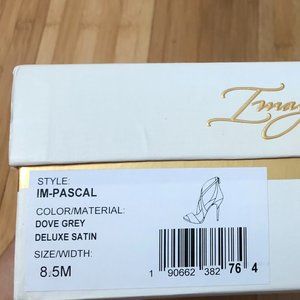 Imag
STYLE:
IM-PASCAL
COLOR/MATERIAL:
DOVE GREY
DELUXE SATIN
SIZE/WIDTH:
8.5M
1 90662 382 76 4